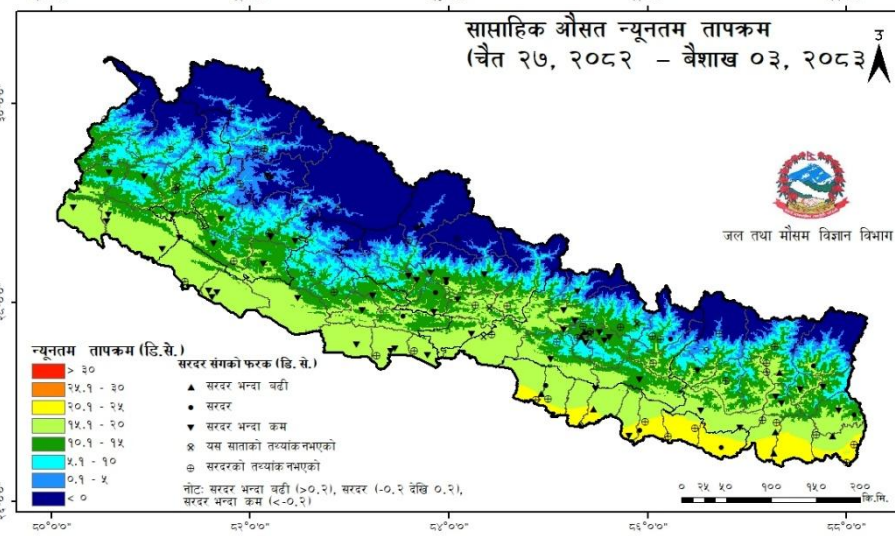 साप्ताहिक औसत न्यूनतम तापक्रम
(चैत २७, २०८२ – बैशाख ०३, २०८३)
उ
जल तथा मौसम विज्ञान विभाग
न्यूनतम तापक्रम (डि.से.)
> ३०
२५.१ - ३०
२०.१ - २५
१५.१ - २०
१०.१ - १५
५.१ - १०
०.१ - ५
< ०
सरदर संगको फरक (डि. से.)
सरदर भन्दा बढी
सरदर
सरदर भन्दा कम
यस साताको तथ्यांक नभएको
सरदरको तथ्यांक नभएको
नोट: सरदर भन्दा बढी (>०.२), सरदर (-०.२ देखि ०.२),
सरदर भन्दा कम (<-०.२)
० २५ ५० १०० १५० २००
कि.मि.
८०°०'०" ८२°०'०" ८४°०'०" ८६°०'०" ८८°०'०"